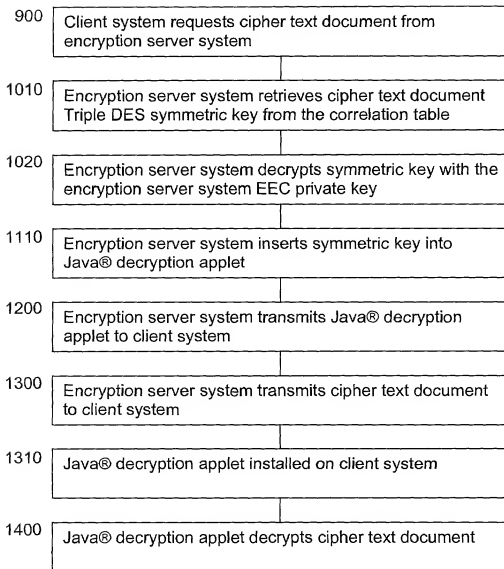 900
Client system requests cipher text document from
encryption server system
1010
Encryption server system retrieves cipher text document
Triple DES symmetric key from the correlation table
1020
Encryption server system decrypts symmetric key with the
encryption server system EEC private key
1110
Encryption server system inserts symmetric key into
Java® decryption applet
1200
Encryption server system transmits Java® decryption
applet to client system
1300
Encryption server system transmits cipher text document
to client system
1310
Java® decryption applet installed on client system
1400
Java® decryption applet decrypts cipher text document